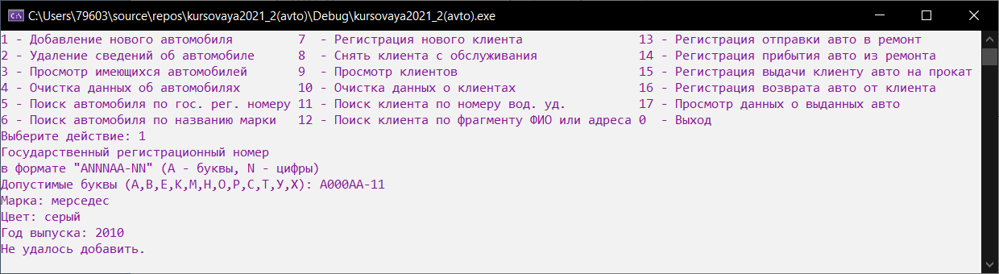 C:\Users\79603\source\repos\kursovaya2021_2(avto)\Debug\kursovaya2021_2(avto).exe
1 - Добавление нового автомобиля 7 - Регистрация нового клиента 13 - Регистрация отправки авто в ремонт
2 - Удаление сведений об автомобиле 8 - Снять клиента с обслуживания 14 - Регистрация прибытия авто из ремонта
3 - Просмотр имеющихся автомобилей 9 - Просмотр клиентов 15 - Регистрация выдачи клиенту авто на прокат
4 - Очистка данных об автомобилях 10 - Очистка данных о клиентах 16 - Регистрация возврата авто от клиента
5 - Поиск автомобиля по гос. рег. номеру 11 - Поиск клиента по номеру вод. уд. 17 - Просмотр данных о выданных авто
6 - Поиск автомобиля по названию марки 12 - Поиск клиента по фрагменту ФИО или адреса 0 - Выход
Выберите действие: 1
Государственный регистрационный номер
в формате "ANNNAA-NN" (A - буквы, N - цифры)
Допустимые буквы (А,В,Е,К,М,Н,О,Р,С,Т,У,Х): А000АА-11
Марка: мерседес
Цвет: серый
Год выпуска: 2010
Не удалось добавить.